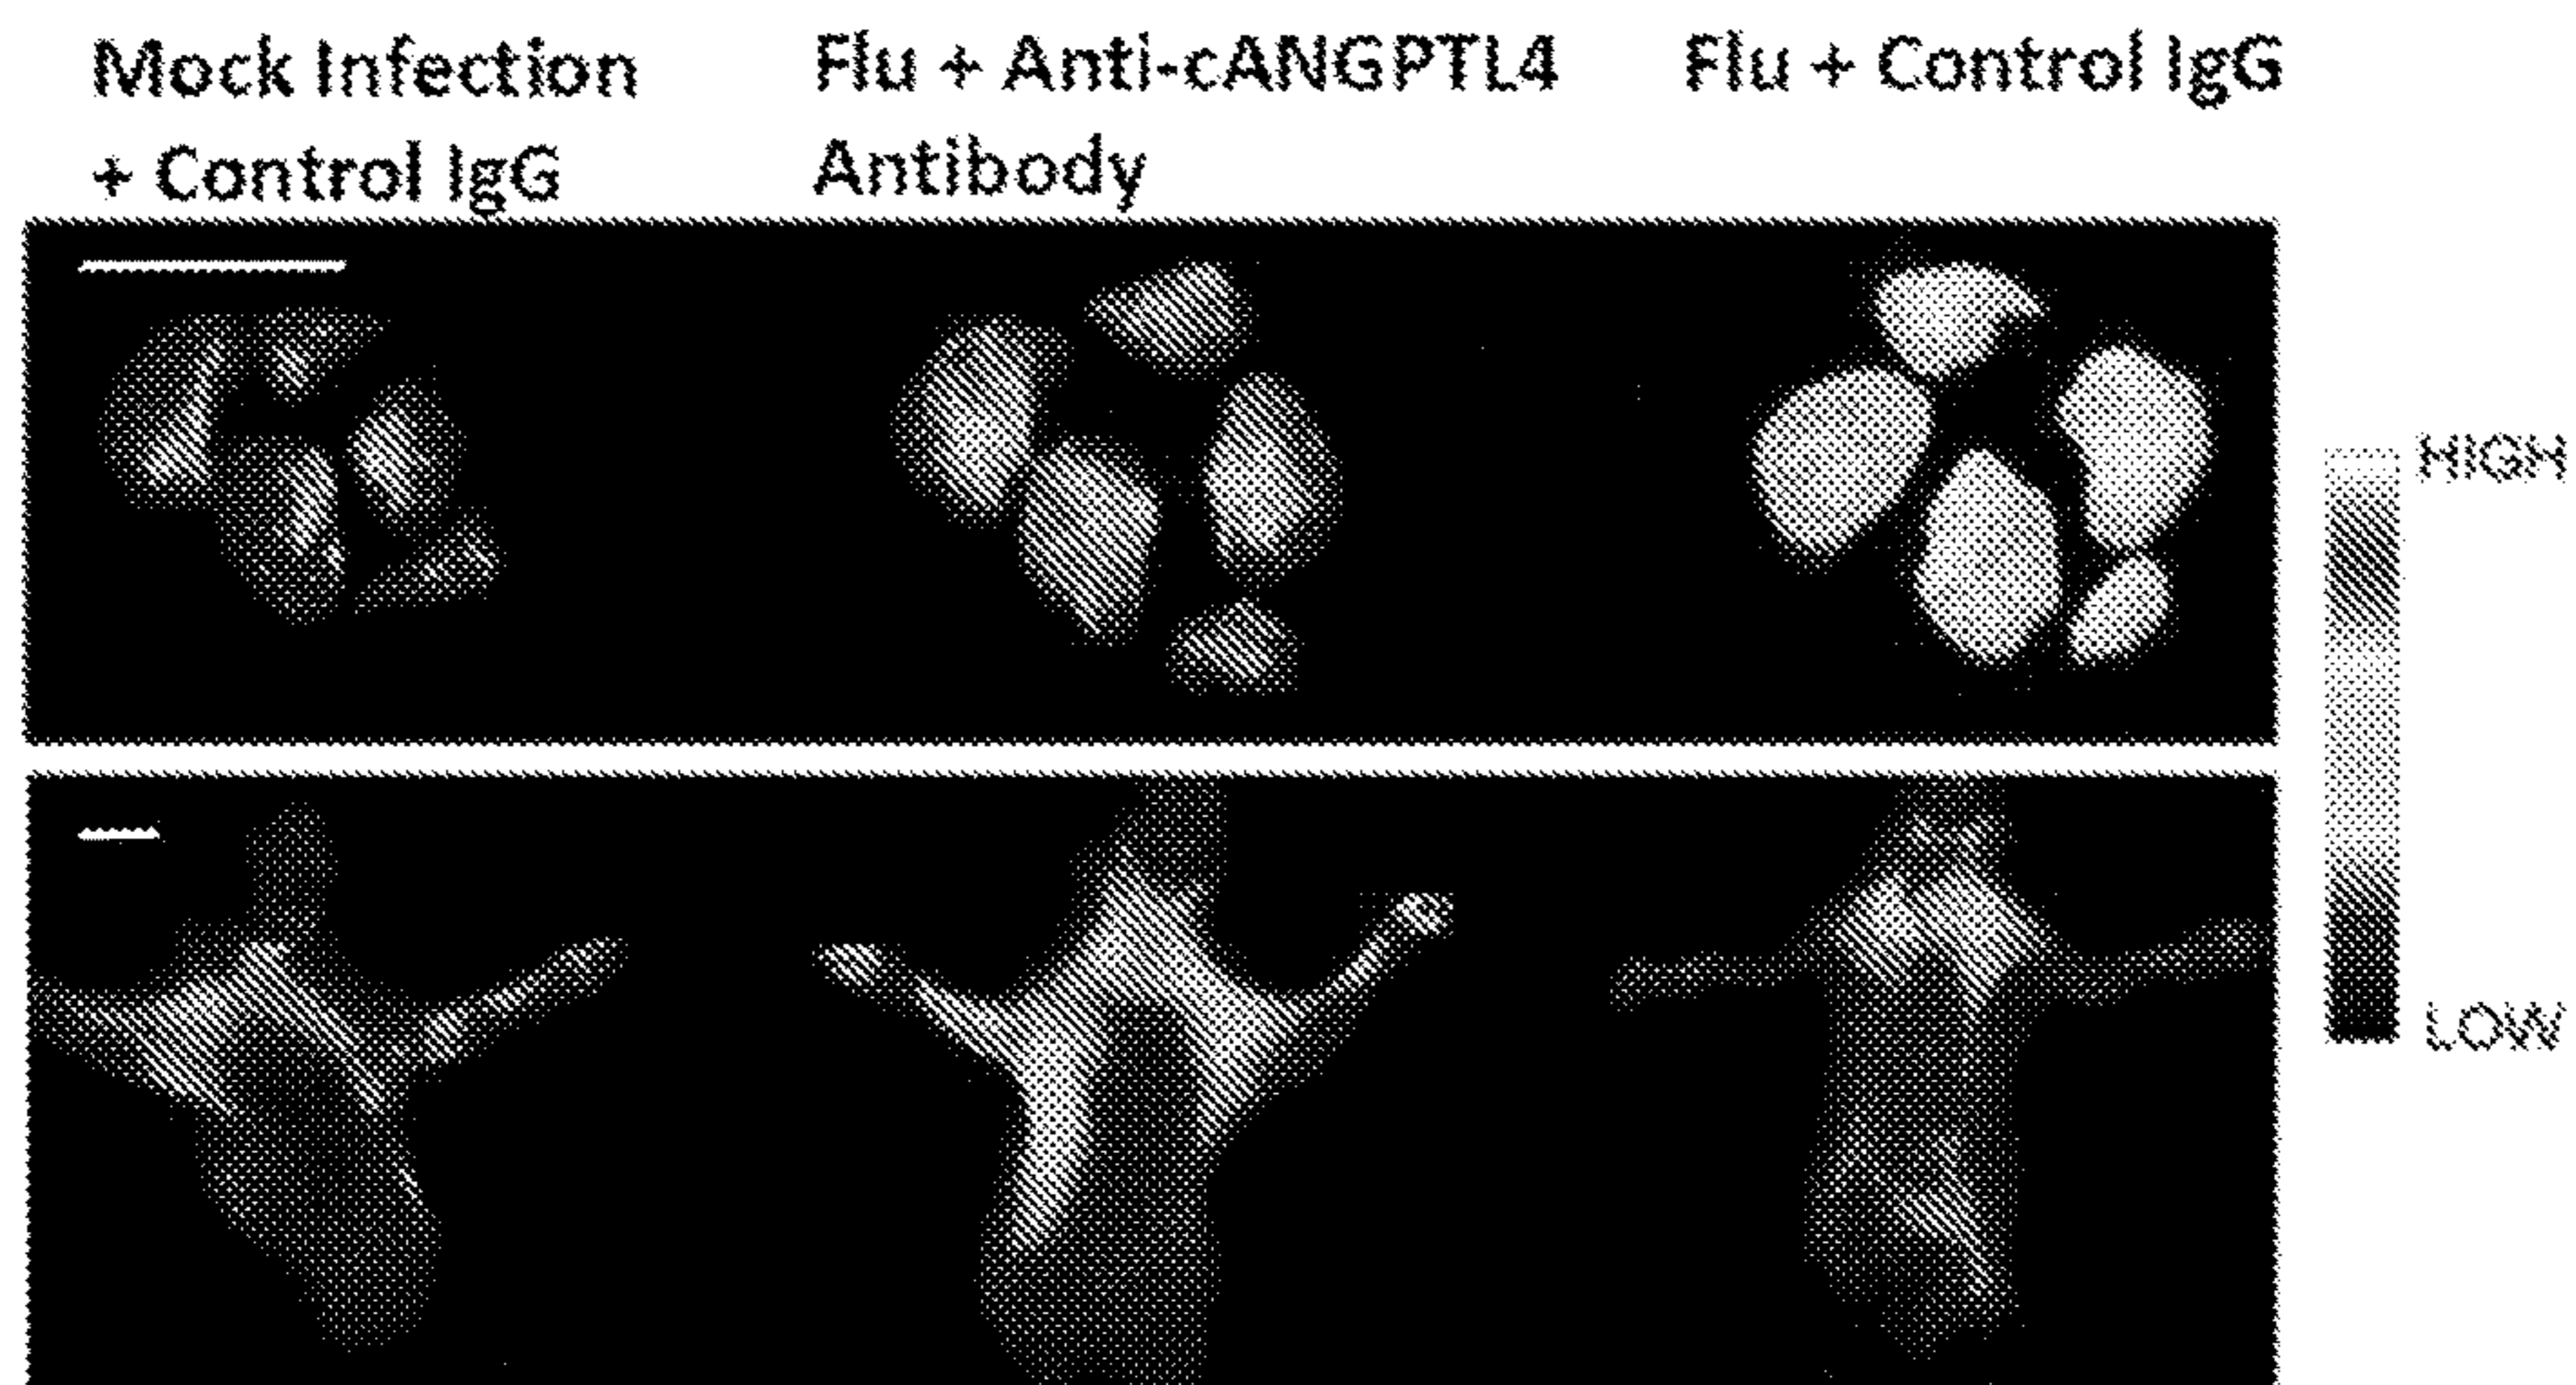 Mock Infection
+ Control IgG
Flu + Anti-cANGPTL4
Antibody
Flu + Control IgG
HIGH
LOW